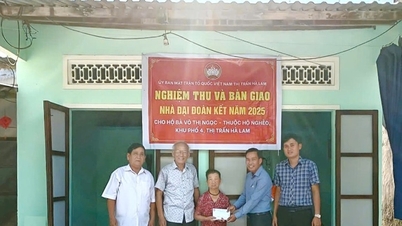 ỦY BAN MẶT TRẬN TỔ QUỐC VIỆT NAM THỊ TRẤN HÀ LAM
NGHIỆM THU VÀ BÀN GIAO
NHÀ ĐẠI ĐOÀN KẾT NĂM 2025
CHO HỘ BÀ VÕ THỊ NGỌC - THUỘC HỘ NGHÈO,
KHU PHỐ 4 THỊ TRẤN HÀ LAM